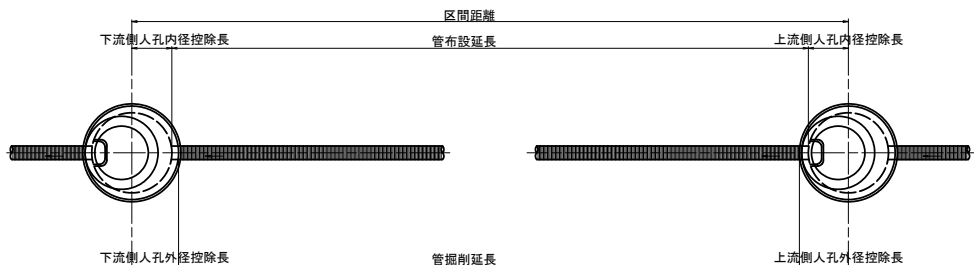 区間距離
下流側人孔内径控除長
管布設延長
上流側人孔内径控除長
下流側人孔外径控除長
管掘削延長
上流側人孔外径控除長